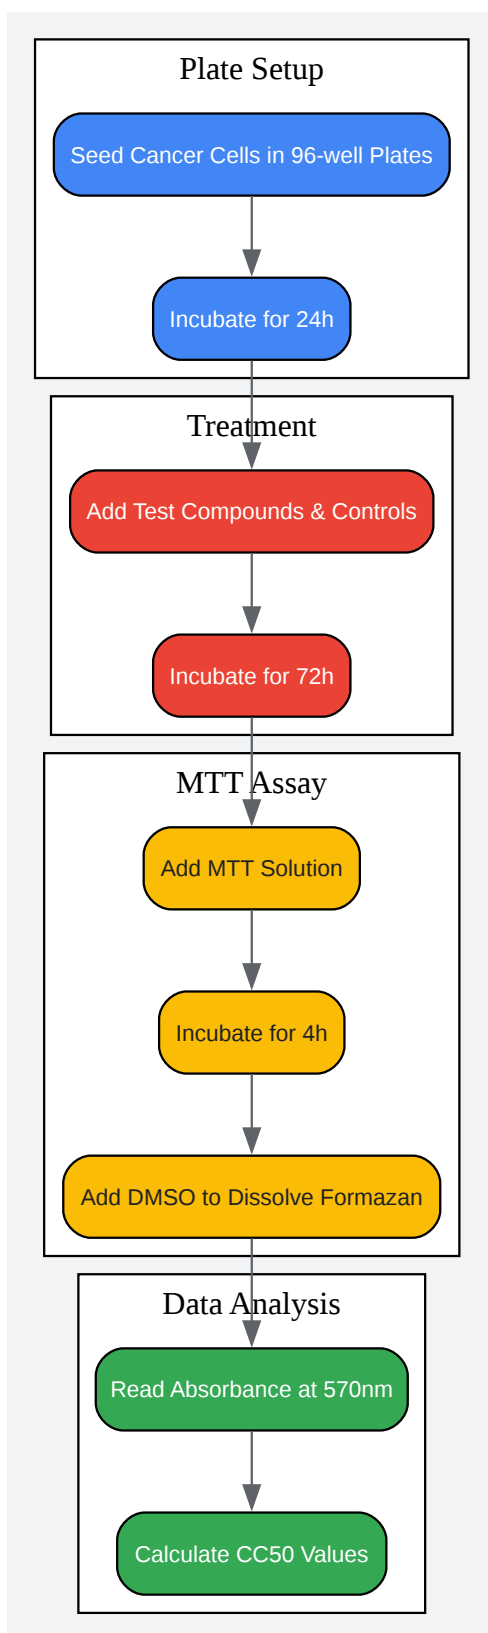 Plate Setup
Seed Cancer Cells in 96-well Plates
Incubate for 24h
Treatment
Add Test Compounds & Controls
Incubate for 72h
MTT Assay
Add MTT Solution
Incubate for 4h
Add DMSO to Dissolve Formazan
Data Analysis
Read Absorbance at 570nm
Calculate CC50 Values